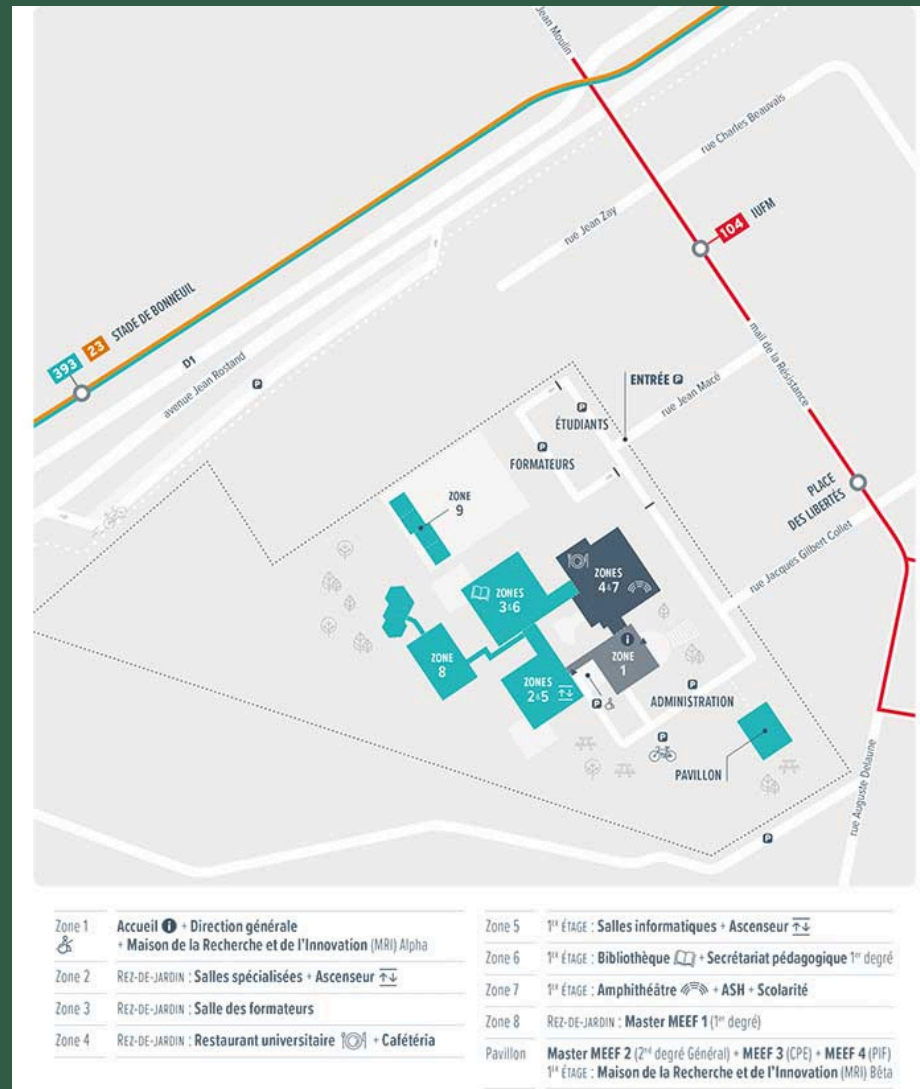 Jean Moulin
rue Charles Beauvais
rue Jean Zay
104 IUFM
393 23 STADE DE BONNEUIL
D1
avenue Jean Rostand
P
mail de la Résistance
ENTRÉE P
rue Jean Macé
P
ÉTUDIANTS
P
FORMATEURS
PLACE
DES LIBERTÉS
rue Jacques Gilbert Collet
ZONE
9
ZONES
3&6
ZONES
4&7
ZONE
8
ZONES
2&5
i
ZONE
1
P
P
ADMINISTRATION
P
PAVILLON
P
rue Auguste Delaune
Zone 1 Accueil i + Direction générale
+ Maison de la Recherche et de l'Innovation (MRI) Alpha
Zone 2 REZ-DE-JARDIN : Salles spécialisées + Ascenseur
Zone 3 REZ-DE-JARDIN : Salle des formateurs
Zone 4 REZ-DE-JARDIN : Restaurant universitaire + Cafétéria
Zone 5 1ER ÉTAGE : Salles informatiques + Ascenseur
Zone 6 1ER ÉTAGE : Bibliothèque + Secrétariat pédagogique 1er degré
Zone 7 1ER ÉTAGE : Amphithéâtre + ASH + Scolarité
Zone 8 REZ-DE-JARDIN : Master MEEF 1 (1er degré)
Pavillon Master MEEF 2 (2nd degré Général) + MEEF 3 (CPE) + MEEF 4 (PIF)
1ER ÉTAGE : Maison de la Recherche et de l'Innovation (MRI) Bêta